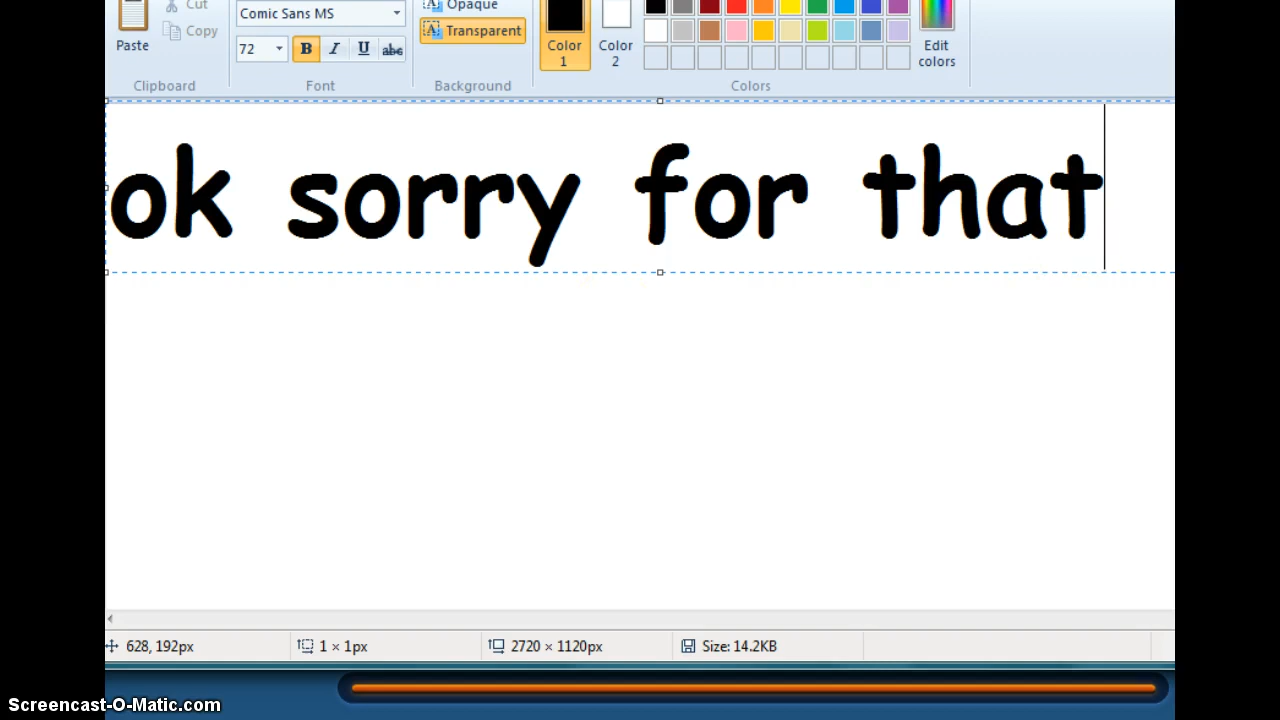 Cut
Copy
Paste
Clipboard
Comic Sans MS
72
B I U abc
Font
Opaque
Transparent
Background
Color 1
Color 2
Edit colors
Colors
ok sorry for that
628, 192px
1 × 1px
2720 × 1120px
Size: 14.2KB
Screencast-O-Matic.com